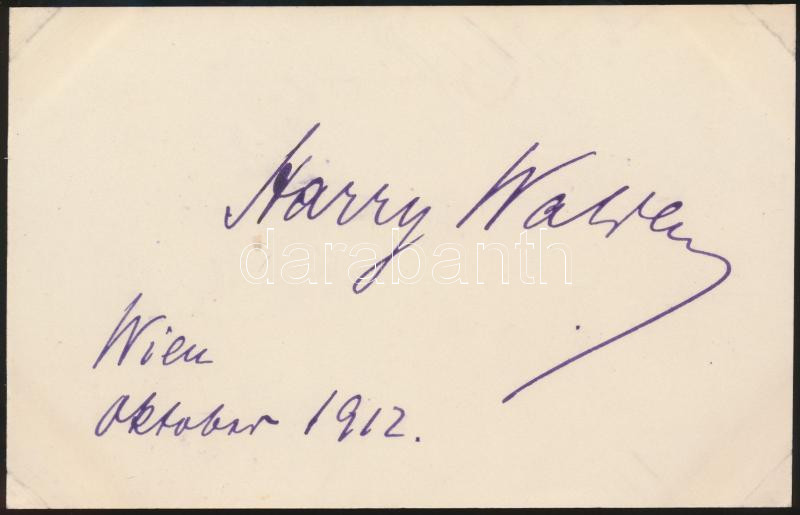 Harry Walden
darabanth
Wien
Oktober 1912.